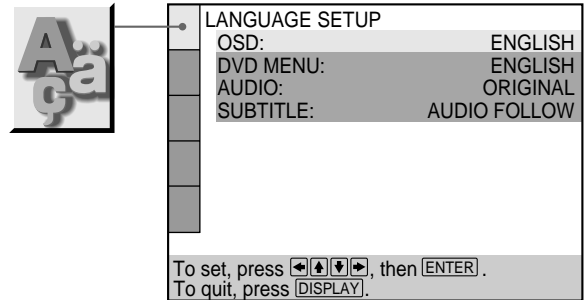 Aäç
LANGUAGE SETUP
OSD: ENGLISH
DVD MENU: ENGLISH
AUDIO: ORIGINAL
SUBTITLE: AUDIO FOLLOW
To set, press ←↑↓→, then ENTER.
To quit, press DISPLAY.